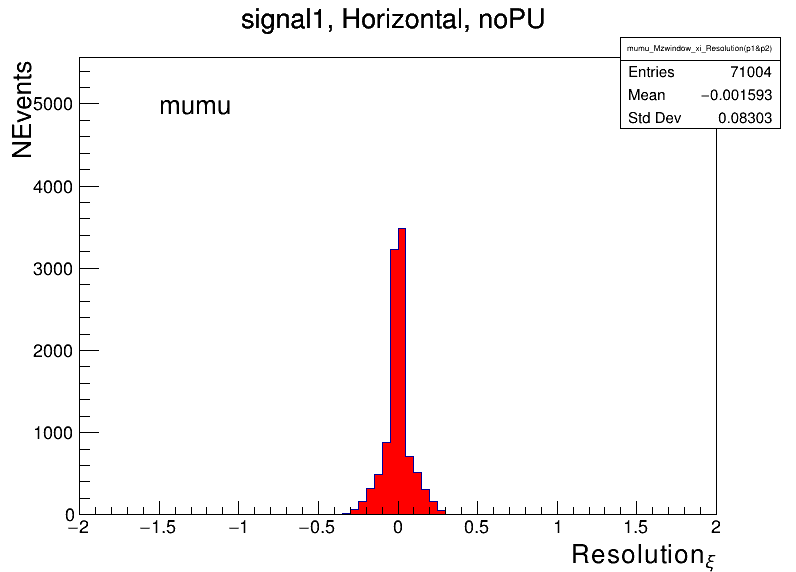 signal1, Horizontal, noPU
mumu_Mzwindow_xi_Resolution(p1&p2)
Entries 71004
Mean −0.001593
Std Dev 0.08303
NEvents
mumu
5000
4000
3000
2000
1000
0
−2 −1.5 −1 −0.5 0 0.5 1 1.5 2
Resolutionξ